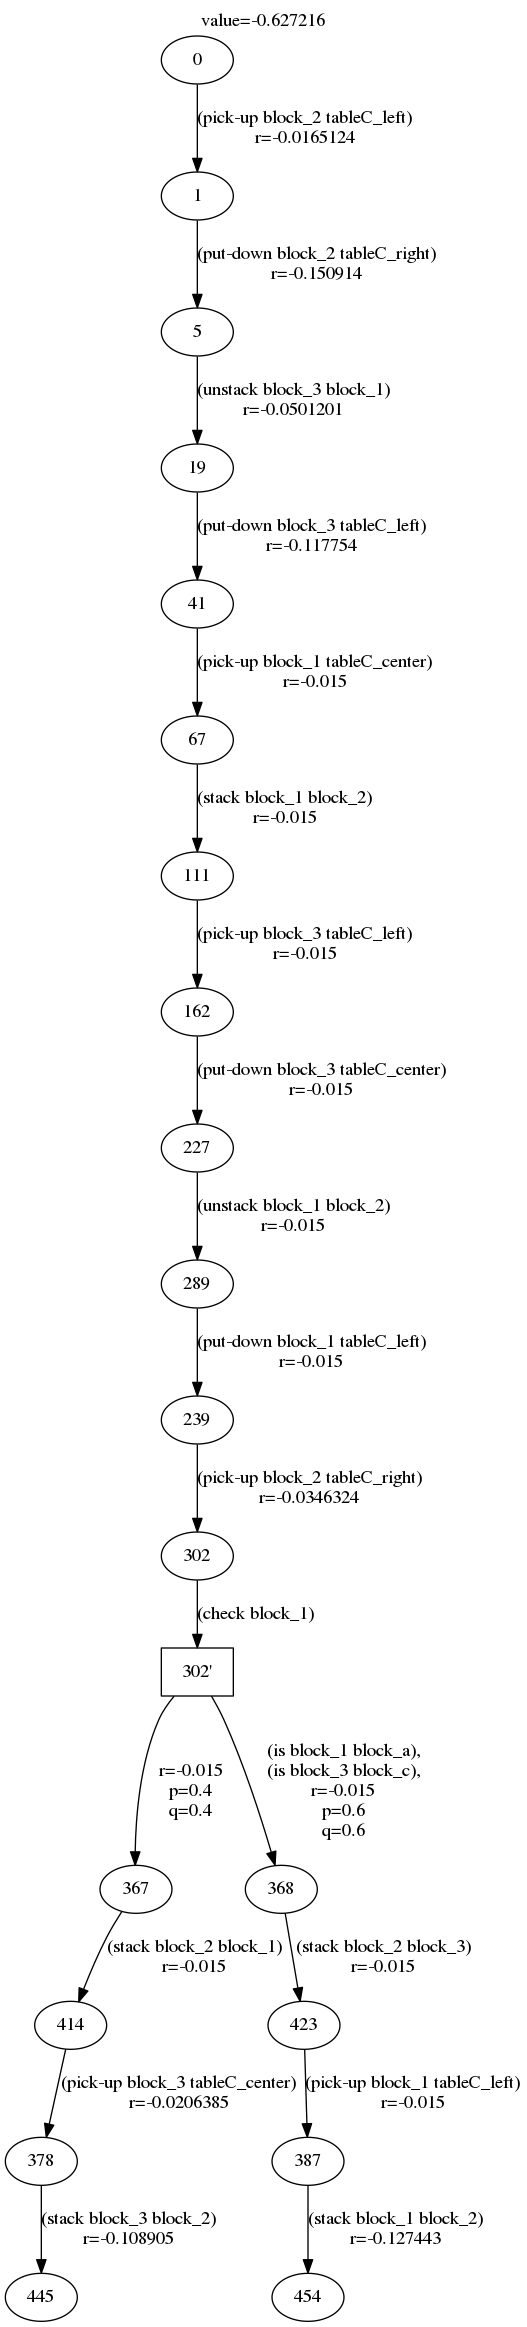 value=-0.627216
0
(pick-up block_2 tableC_left)
r=-0.0165124
1
(put-down block_2 tableC_right)
r=-0.150914
5
(unstack block_3 block_1)
r=-0.0501201
19
(put-down block_3 tableC_left)
r=-0.117754
41
(pick-up block_1 tableC_center)
r=-0.015
67
(stack block_1 block_2)
r=-0.015
111
(pick-up block_3 tableC_left)
r=-0.015
162
(put-down block_3 tableC_center)
r=-0.015
227
(unstack block_1 block_2)
r=-0.015
289
(put-down block_1 tableC_left)
r=-0.015
239
(pick-up block_2 tableC_right)
r=-0.0346324
302
(check block_1)
302'
r=-0.015
p=0.4
q=0.4
(is block_1 block_a),
(is block_3 block_c),
r=-0.015
p=0.6
q=0.6
367
368
(stack block_2 block_1)
r=-0.015
(stack block_2 block_3)
r=-0.015
414
423
(pick-up block_3 tableC_center)
r=-0.0206385
(pick-up block_1 tableC_left)
r=-0.015
378
387
(stack block_3 block_2)
r=-0.108905
(stack block_1 block_2)
r=-0.127443
445
454